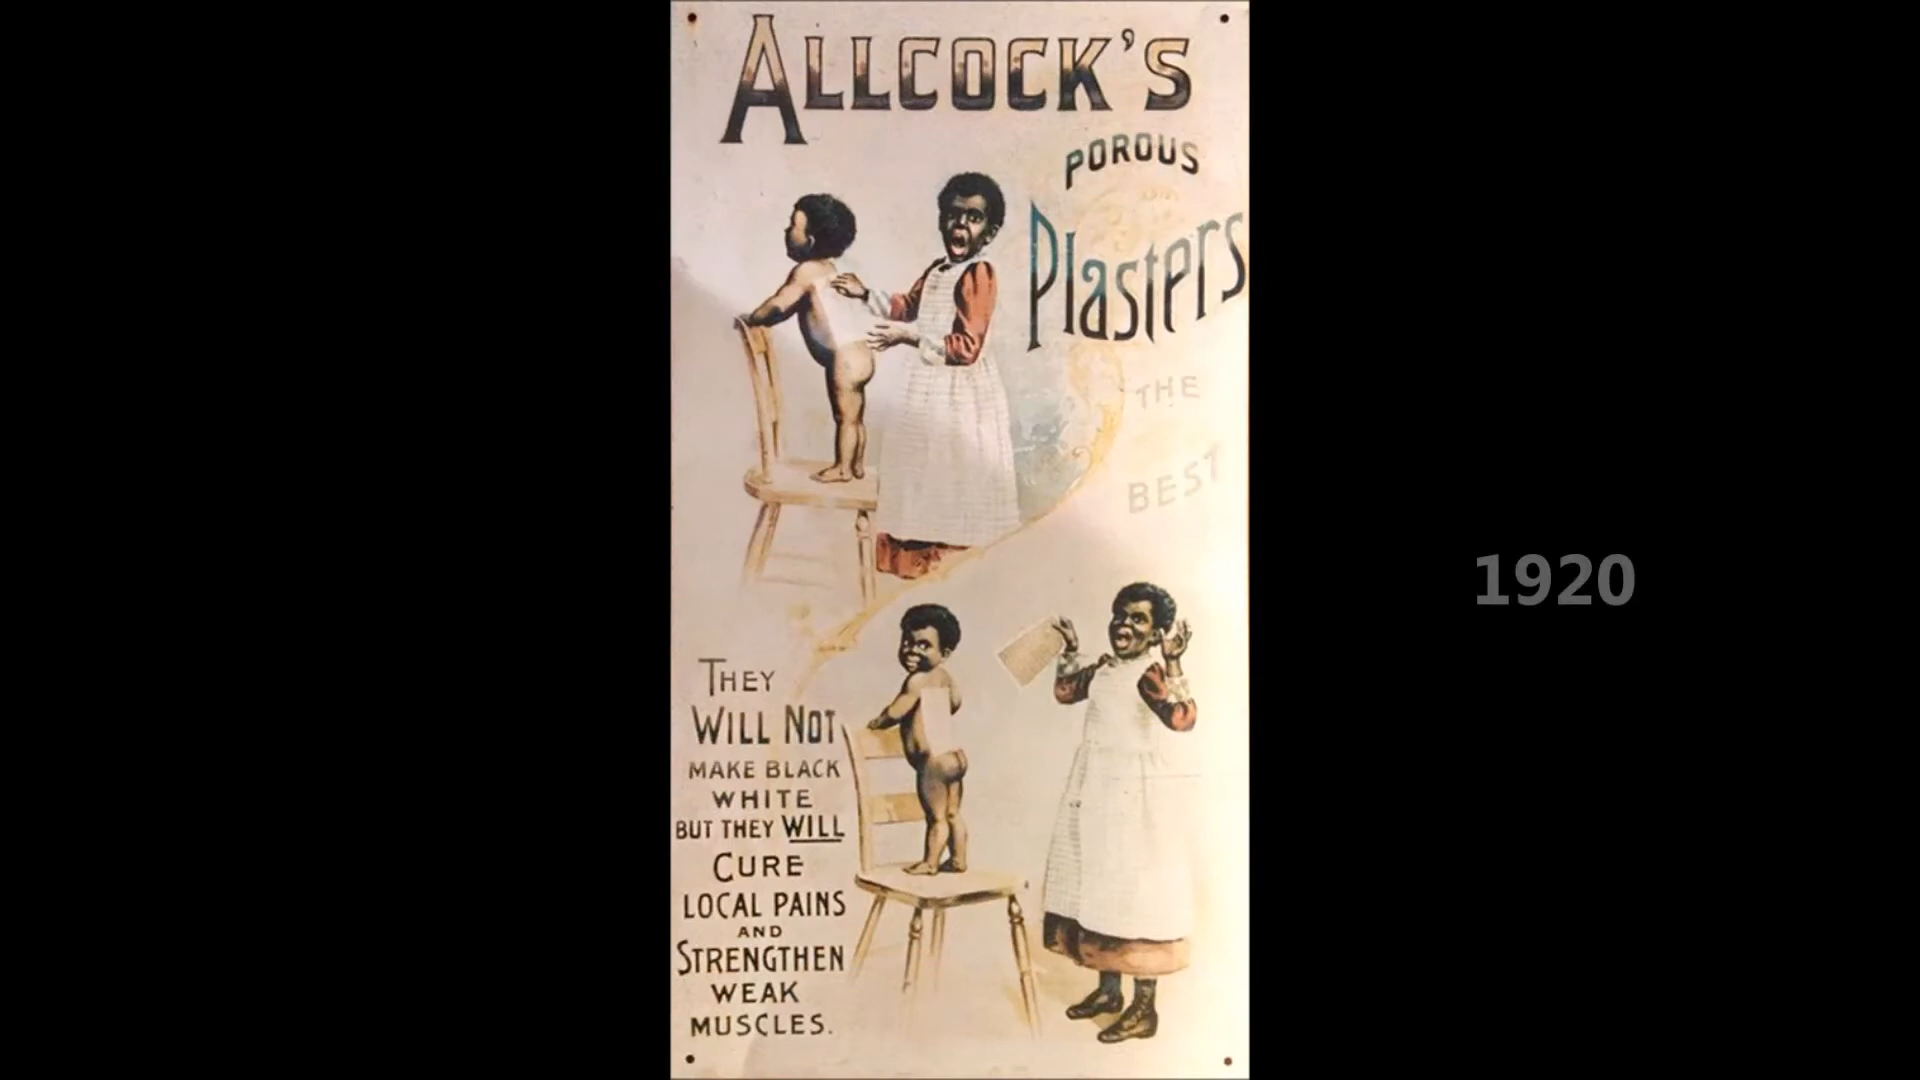 ALLCOCK'S
POROUS
Plasters
THE
BEST
1920
THEY
WILL NOT
MAKE BLACK
WHITE
BUT THEY WILL
CURE
LOCAL PAINS
AND
STRENGTHEN
WEAK
MUSCLES.